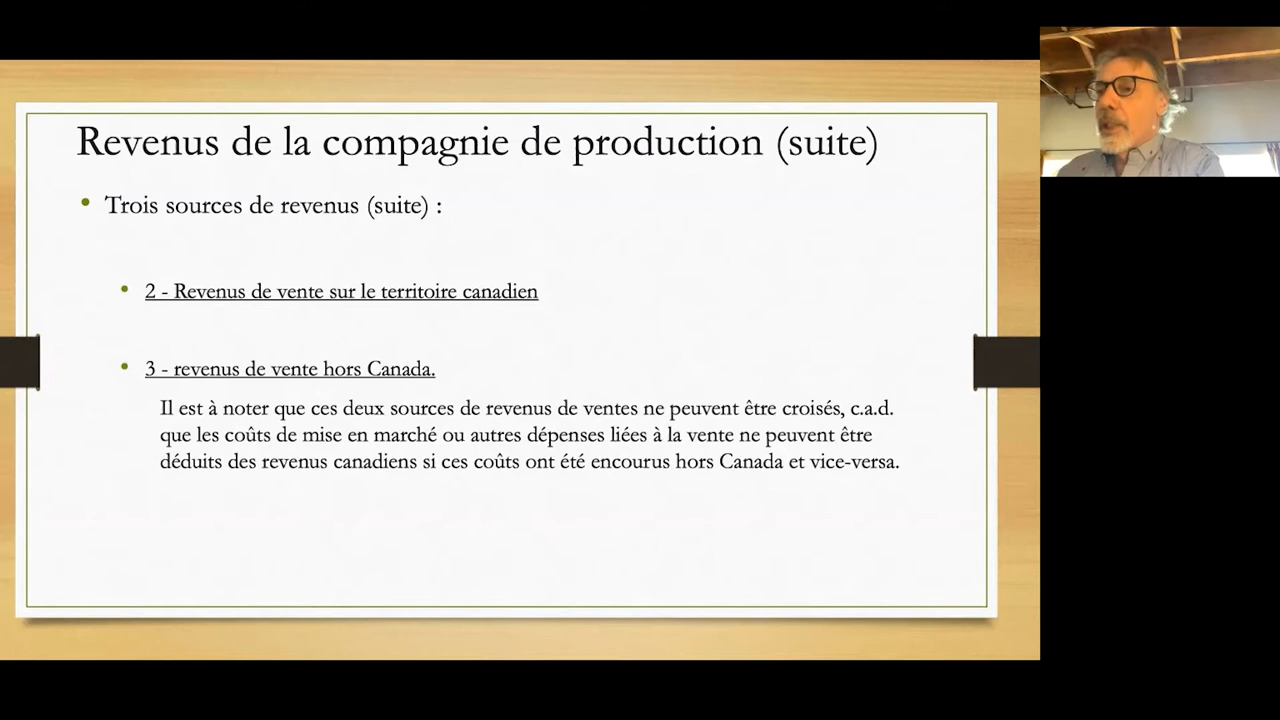 Revenus de la compagnie de production (suite)
• Trois sources de revenus (suite) :
• 2 - Revenus de vente sur le territoire canadien
• 3 - revenus de vente hors Canada.
Il est à noter que ces deux sources de revenus de ventes ne peuvent être croisés, c.a.d.
que les coûts de mise en marché ou autres dépenses liées à la vente ne peuvent être
déduits des revenus canadiens si ces coûts ont été encourus hors Canada et vice-versa.